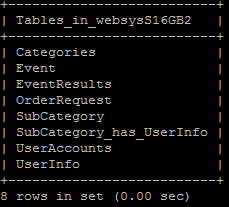 +-------------------------+
| Tables_in_websysS16GB2  |
+-------------------------+
| Categories              |
| Event                   |
| EventResults            |
| OrderRequest            |
| SubCategory             |
| SubCategory_has_UserInfo |
| UserAccounts            |
| UserInfo                |
+-------------------------+
8 rows in set (0.00 sec)